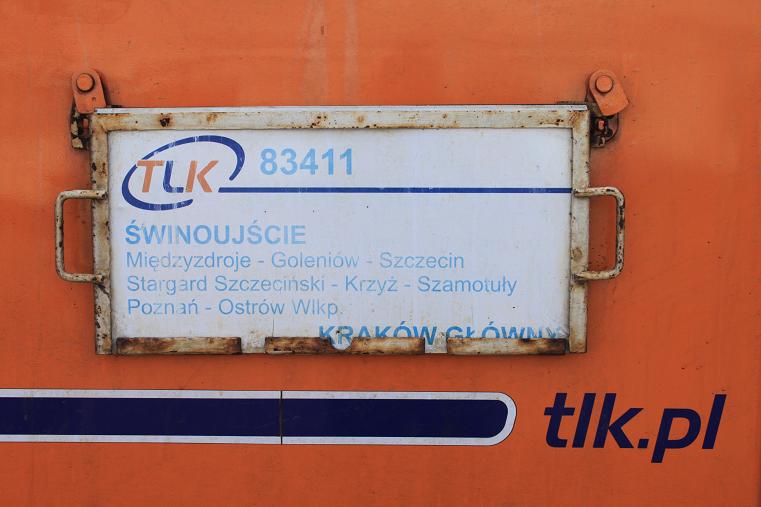 TLK 83411
ŚWINOUJŚCIE
Międzyzdroje - Goleniów - Szczecin
Stargard Szczeciński - Krzyż - Szamotuły
Poznań - Ostrów Wlkp.
KRAKÓW GŁÓWNY
tlk.pl